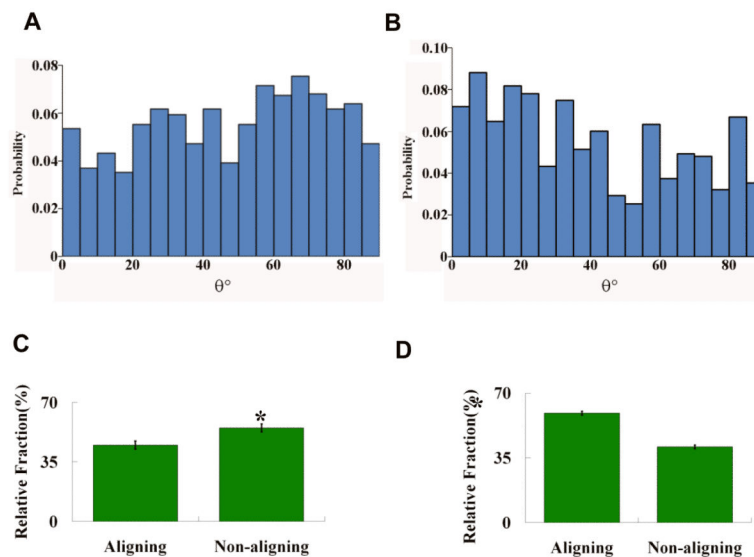 A
Probability
0.08
0.06
0.04
0.02
0
0 20 40 60 80
θ°
B
Probability
0.10
0.08
0.06
0.04
0.02
0
0 20 40 60 80
θ°
C
Relative Fraction(%)
70
35
0
*
Aligning Non-aligning
D
Relative Fraction(%)
*
70
35
0
Aligning Non-aligning